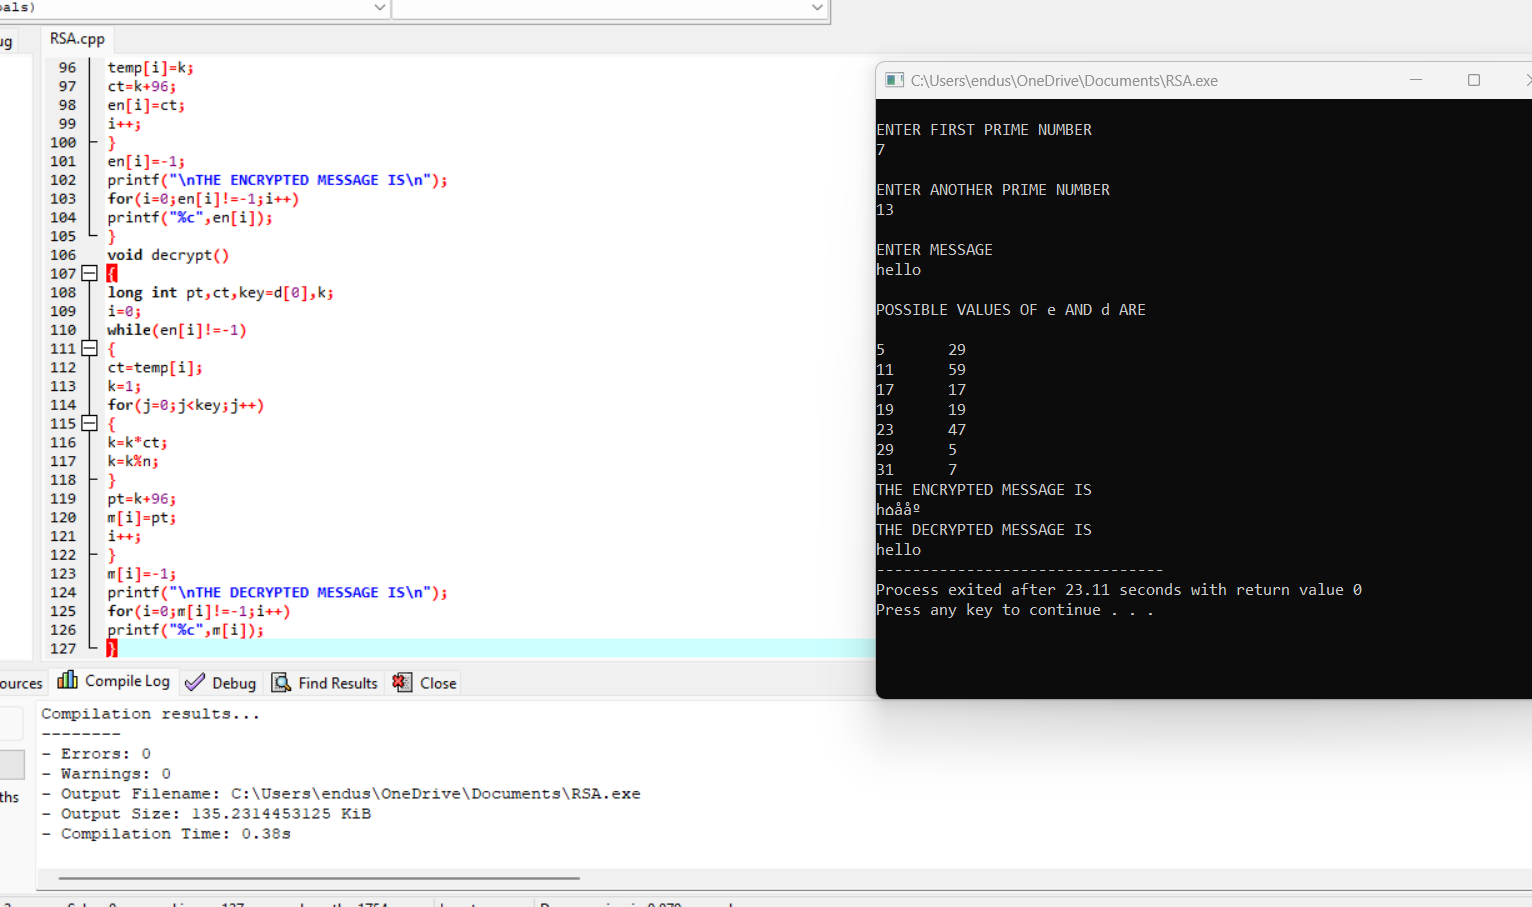 bals)
ug
RSA.cpp
96 temp[i]=k;
97 ct=k+96;
98 en[i]=ct;
99 i++;
100 }
101 en[i]=-1;
102 printf("\nTHE ENCRYPTED MESSAGE IS\n");
103 for(i=0;en[i]!=-1;i++)
104 printf("%c",en[i]);
105 }
106 void decrypt()
107 {
108 long int pt,ct,key=d[0],k;
109 i=0;
110 while(en[i]!=-1)
111 {
112 ct=temp[i];
113 k=1;
114 for(j=0;j<key;j++)
115 {
116 k=k*ct;
117 k=k%n;
118 }
119 pt=k+96;
120 m[i]=pt;
121 i++;
122 }
123 m[i]=-1;
124 printf("\nTHE DECRYPTED MESSAGE IS\n");
125 for(i=0;m[i]!=-1;i++)
126 printf("%c",m[i]);
127 }
C:\Users\endus\OneDrive\Documents\RSA.exe
ENTER FIRST PRIME NUMBER
7
ENTER ANOTHER PRIME NUMBER
13
ENTER MESSAGE
hello
POSSIBLE VALUES OF e AND d ARE
5 29
11 59
17 17
19 19
23 47
29 5
31 7
THE ENCRYPTED MESSAGE IS
h⌂ååº
THE DECRYPTED MESSAGE IS
hello
--------------------------------
Process exited after 23.11 seconds with return value 0
Press any key to continue . . .
ources Compile Log Debug Find Results Close
Compilation results...
--------
- Errors: 0
- Warnings: 0
- Output Filename: C:\Users\endus\OneDrive\Documents\RSA.exe
- Output Size: 135.2314453125 KiB
- Compilation Time: 0.38s
ths